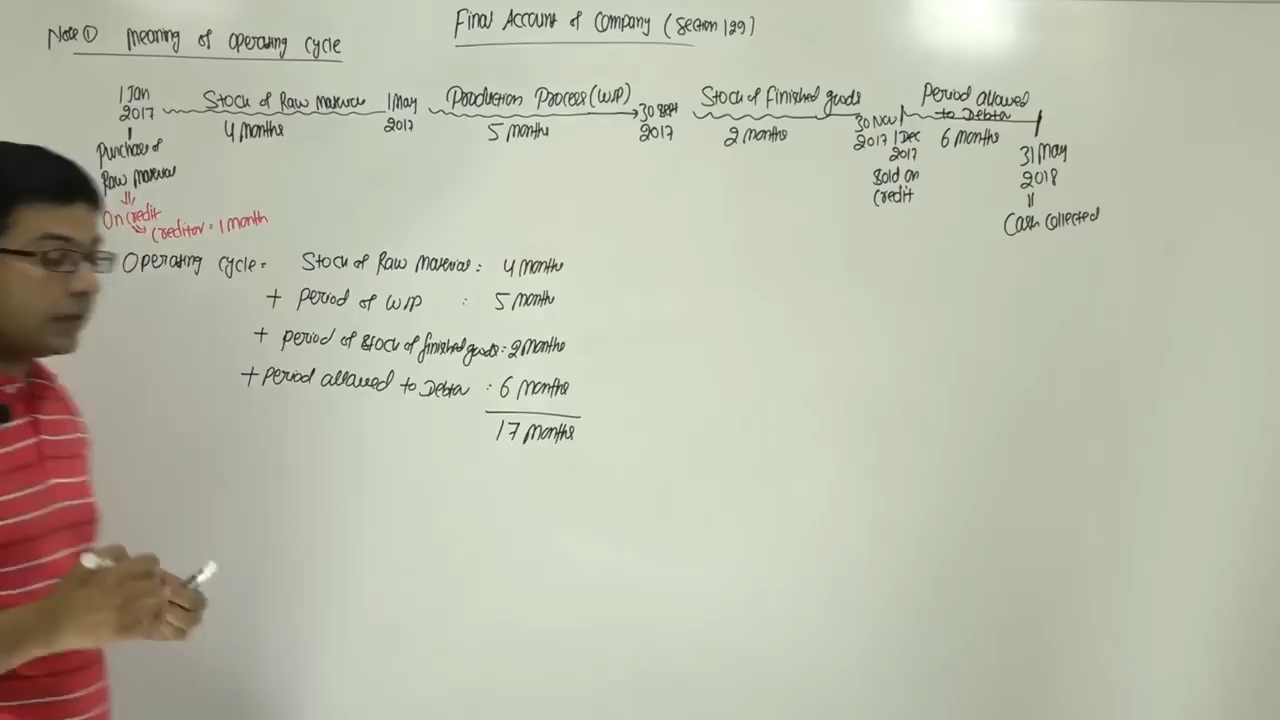 Final Account of Company (Section 129)
Note ① Meaning of Operating cycle
1 Jan 2017
Stock of Raw Material
4 months
1 May 2017
Production Process (WIP)
5 months
30 Sept 2017
Stock of Finished goods
2 months
30 Nov 2017
1 Dec 2017
Sold on credit
Period allowed to Debtor
6 months
31 May 2018
Cash collected
Purchase of Raw Material
On credit
Creditor = 1 month
Operating cycle = Stock of Raw Material : 4 months
+ period of WIP : 5 months
+ period of stock of finished goods : 2 months
+ period allowed to Debtor : 6 months
17 months